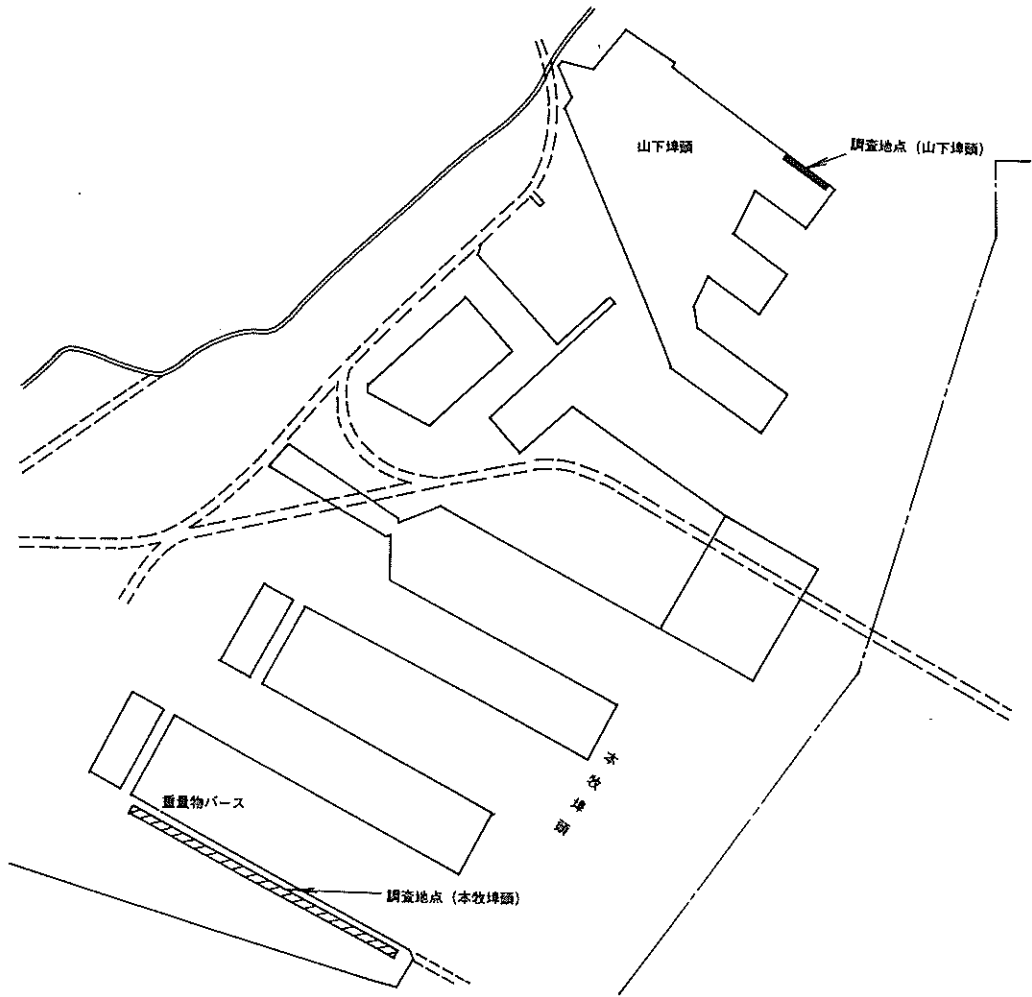 山下埠頭
調査地点（山下埠頭）
本牧埠頭
重量物バース
調査地点（本牧埠頭）